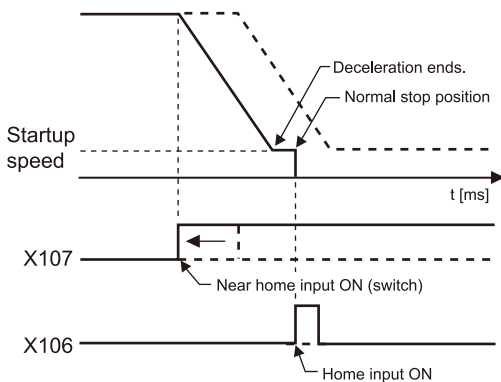 Deceleration ends.
Normal stop position
Startup
speed
t [ms]
X107
Near home input ON (switch)
X106
Home input ON